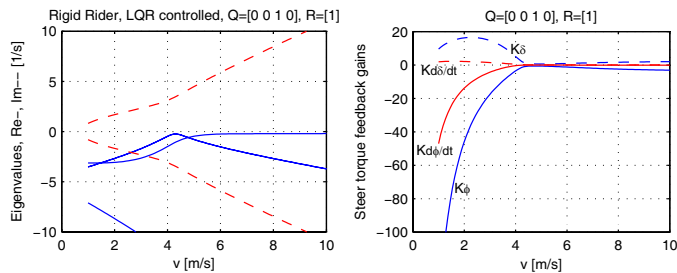 Rigid Rider, LQR controlled, Q=[0 0 1 0], R=[1]
Eigenvalues, Re-, Im-- [1/s]
10
5
0
-5
-10
0
2
4
6
8
10
v [m/s]
Q=[0 0 1 0], R=[1]
Steer torque feedback gains
20
0
-20
-40
-60
-80
-100
Kδ
Kdδ/dt
Kdϕ/dt
Kϕ
0
2
4
6
8
10
v [m/s]